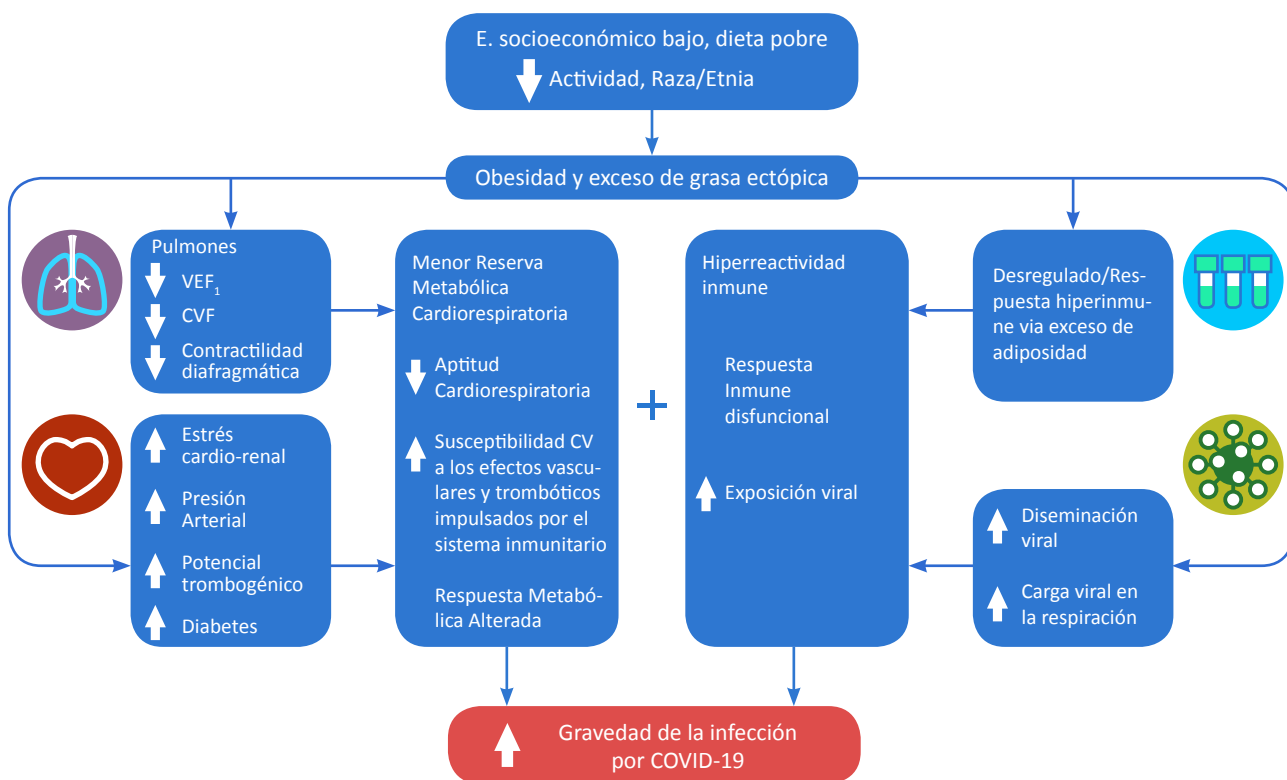 E. socioeconómico bajo, dieta pobre
Actividad, Raza/Etnia
Obesidad y exceso de grasa ectópica
Pulmones
VEF1
CVF
Contractilidad
diafragmática
Estrés
cardio-renal
Presión
Arterial
Potencial
trombogénico
Diabetes
Menor Reserva
Metabólica
Cardiorespiratoria
Aptitud
Cardiorespiratoria
Susceptibilidad CV
a los efectos vascu-
lares y trombóticos
impulsados por el
sistema inmunitario
Respuesta Metabó-
lica Alterada
+
Hiperreactividad
inmune
Respuesta
Inmune
disfuncional
Exposición viral
Desregulado/Res-
puesta hiperinmu-
ne via exceso de
adiposidad
Diseminación
viral
Carga viral en
la respiración
Gravedad de la infección
por COVID-19